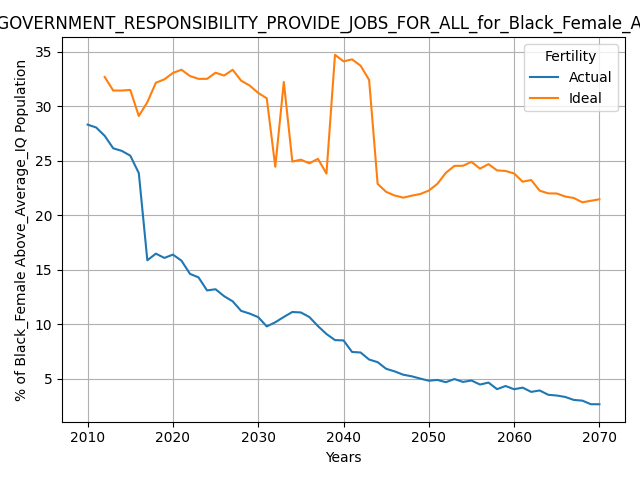 GOVERNMENT_RESPONSIBILITY_PROVIDE_JOBS_FOR_ALL_for_Black_Female_A
Fertility
Actual
Ideal
% of Black_Female Above_Average_IQ Population
35
30
25
20
15
10
5
2010 2020 2030 2040 2050 2060 2070
Years